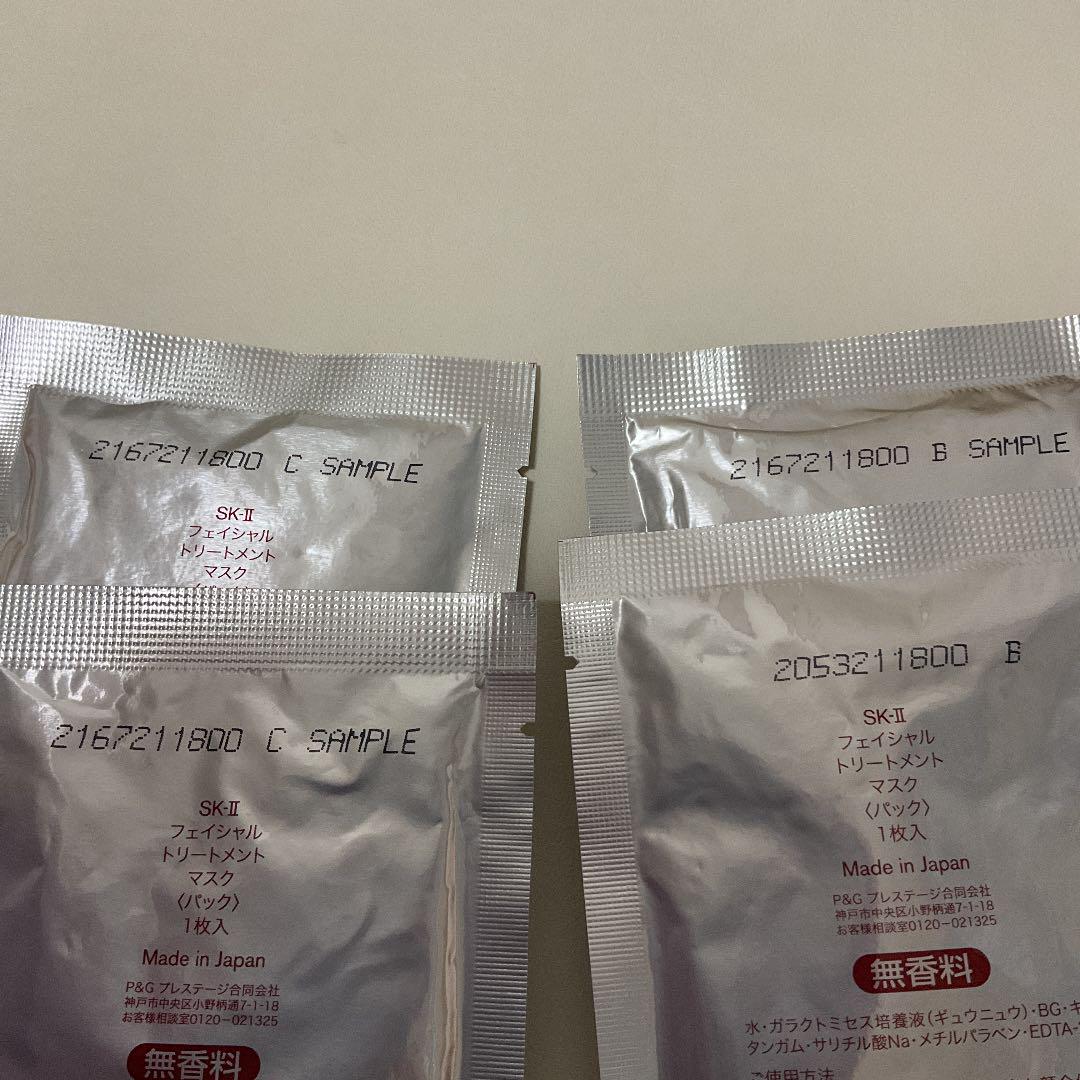 2167211800 C SAMPLE
SK-II
フェイシャル
トリートメント
マスク
2167211800 B SAMPLE
2167211800 C SAMPLE
SK-II
フェイシャル
トリートメント
マスク
〈パック〉
1枚入
Made in Japan
P&G プレステージ合同会社
神戸市中央区小野柄通7-1-18
お客様相談室0120-021325
無香料
2053211800 B
SK-II
フェイシャル
トリートメント
マスク
〈パック〉
1枚入
Made in Japan
P&G プレステージ合同会社
神戸市中央区小野柄通7-1-18
お客様相談室0120-021325
無香料
水・ガラクトミセス培養液(ギュウニュウ)・BG・キ
タンガム・サリチル酸Na・メチルパラベン・EDTA-
ご使用方法